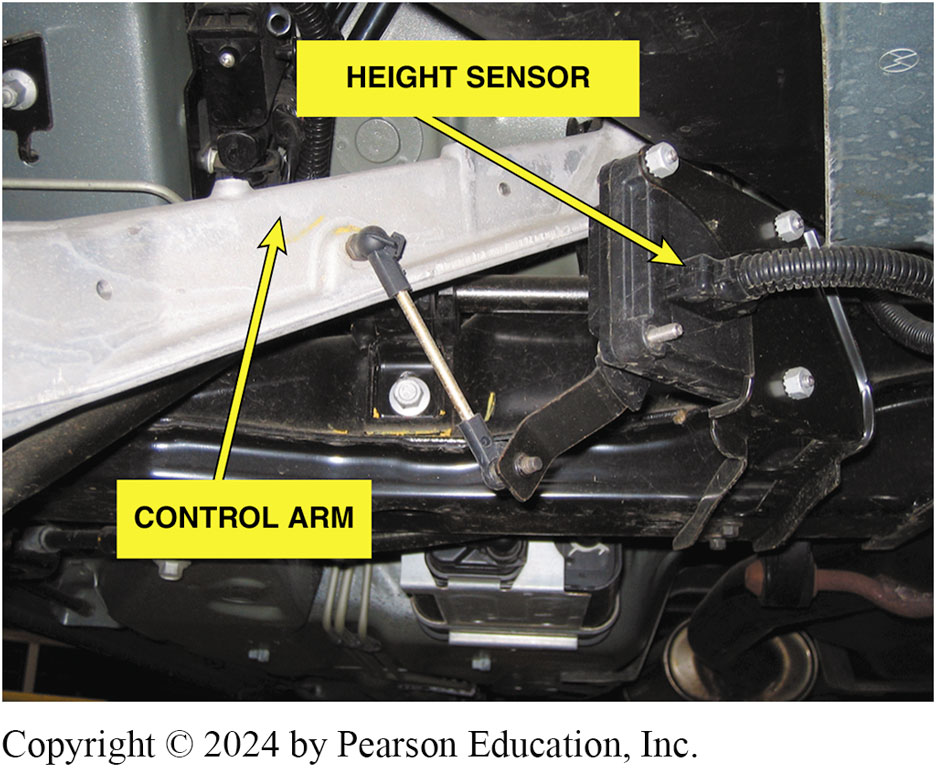 HEIGHT SENSOR
CONTROL ARM
Copyright © 2024 by Pearson Education, Inc.